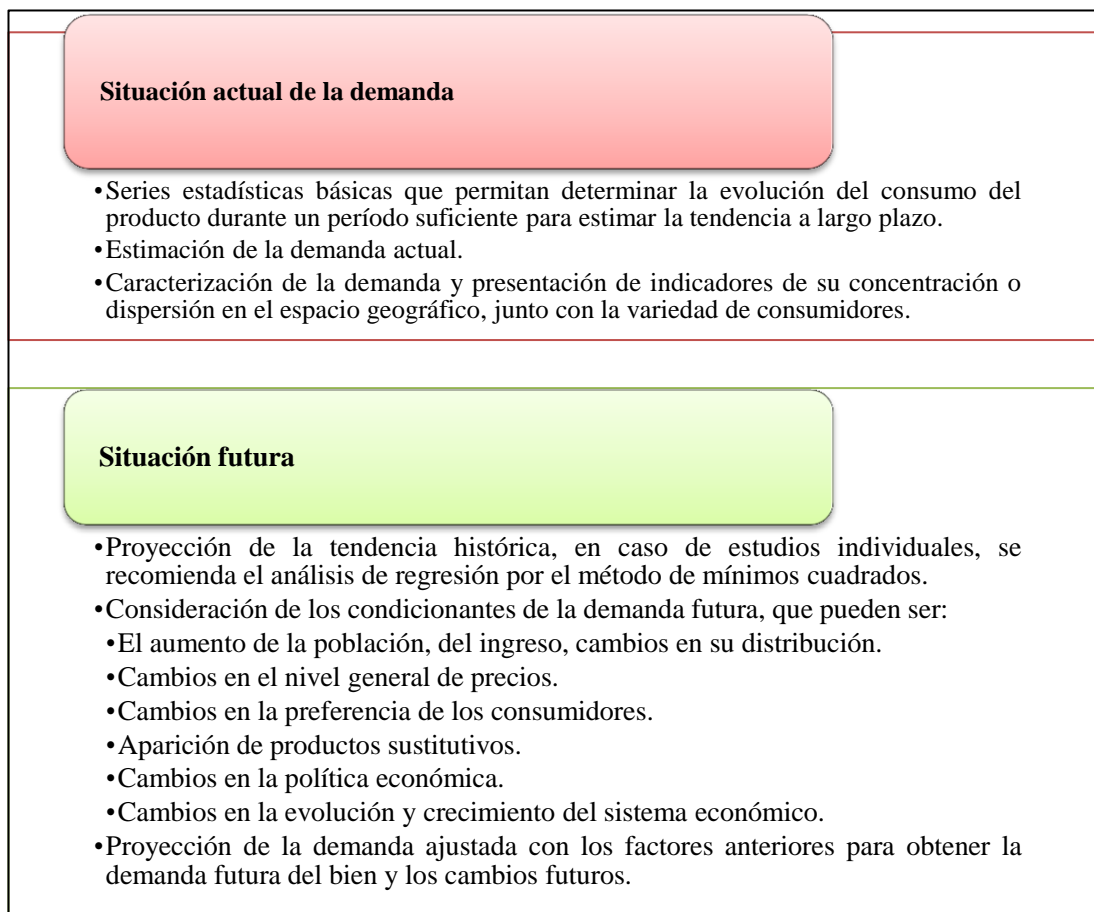 Situación actual de la demanda
•Series estadísticas básicas que permitan determinar la evolución del consumo del
producto durante un período suficiente para estimar la tendencia a largo plazo.
•Estimación de la demanda actual.
•Caracterización de la demanda y presentación de indicadores de su concentración o
dispersión en el espacio geográfico, junto con la variedad de consumidores.
Situación futura
•Proyección de la tendencia histórica, en caso de estudios individuales, se
recomienda el análisis de regresión por el método de mínimos cuadrados.
•Consideración de los condicionantes de la demanda futura, que pueden ser:
•El aumento de la población, del ingreso, cambios en su distribución.
•Cambios en el nivel general de precios.
•Cambios en la preferencia de los consumidores.
•Aparición de productos sustitutivos.
•Cambios en la política económica.
•Cambios en la evolución y crecimiento del sistema económico.
•Proyección de la demanda ajustada con los factores anteriores para obtener la
demanda futura del bien y los cambios futuros.